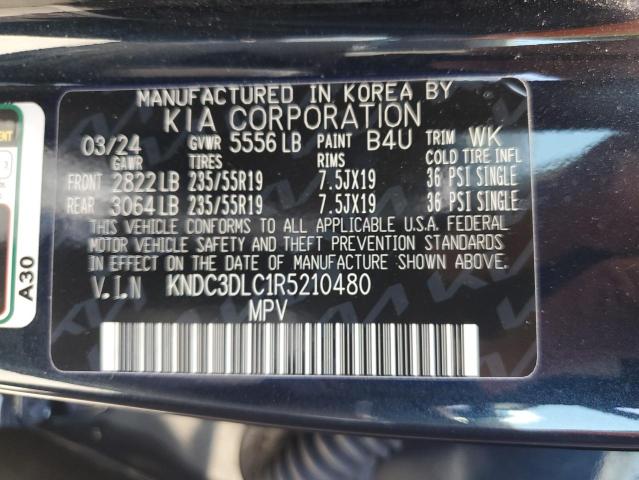 MANUFACTURED IN KOREA BY
KIA CORPORATION
03/24 GVWR 5556 LB PAINT B4U TRIM WK
GAWR TIRES RIMS COLD TIRE INFL
FRONT 2822 LB 235/55R19 7.5JX19 36 PSI SINGLE
REAR 3064 LB 235/55R19 7.5JX19 36 PSI SINGLE
THIS VEHICLE CONFORMS TO ALL APPLICABLE U.S.A. FEDERAL
MOTOR VEHICLE SAFETY AND THEFT PREVENTION STANDARDS
IN EFFECT ON THE DATE OF MANUFACTURE SHOWN ABOVE.
V.I.N KNDC3DLC1R5210480
MPV
A30